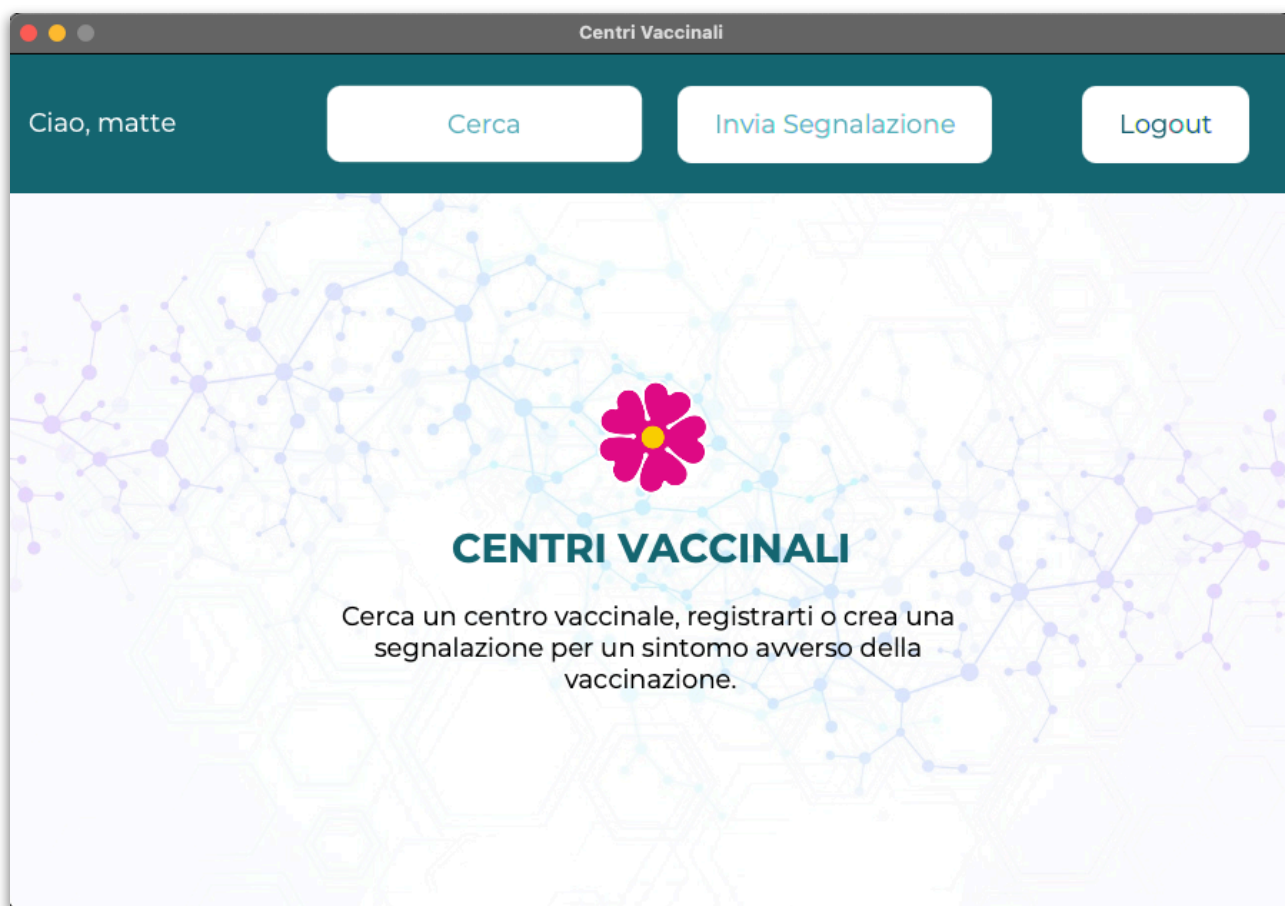 Centri Vaccinali
Ciao, matte
Cerca
Invia Segnalazione
Logout
CENTRI VACCINALI
Cerca un centro vaccinale, registrarti o crea una
segnalazione per un sintomo avverso della
vaccinazione.